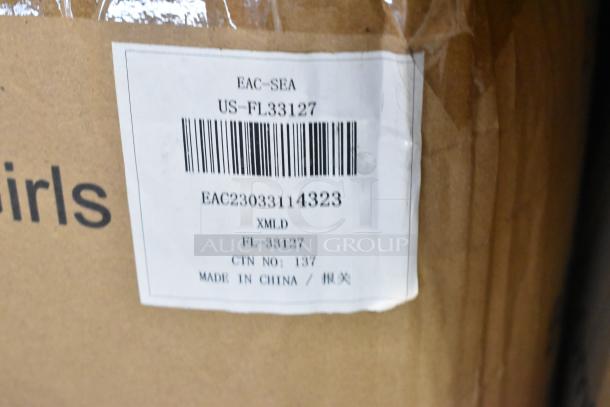 EAC-SEA
US-FL33127
EAC23033114323
XMLD
FL-33127
CTN NO: 137
MADE IN CHINA / 报关
irls
PCI
AUCTION GROUP